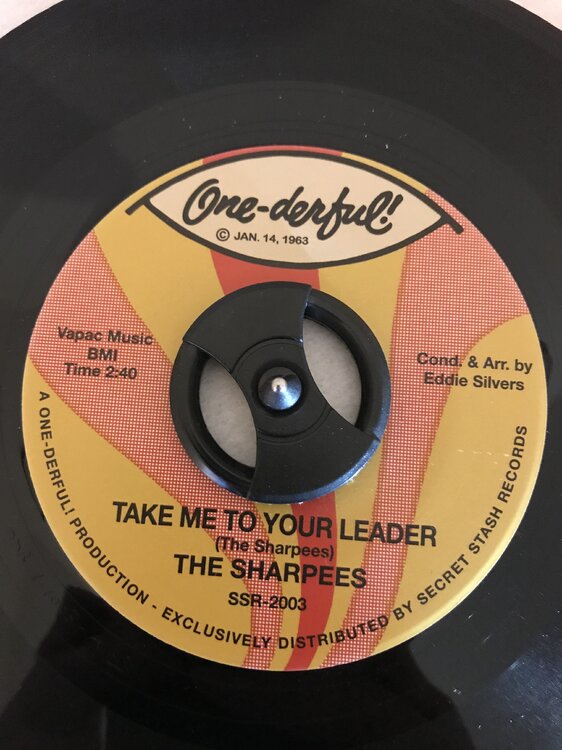 One-derful!
© JAN. 14, 1963
Vapac Music
BMI
Time 2:40
Cond. & Arr. by
Eddie Silvers
TAKE ME TO YOUR LEADER
(The Sharpees)
THE SHARPEES
SSR-2003
A ONE-DERFUL! PRODUCTION - EXCLUSIVELY DISTRIBUTED BY SECRET STASH RECORDS